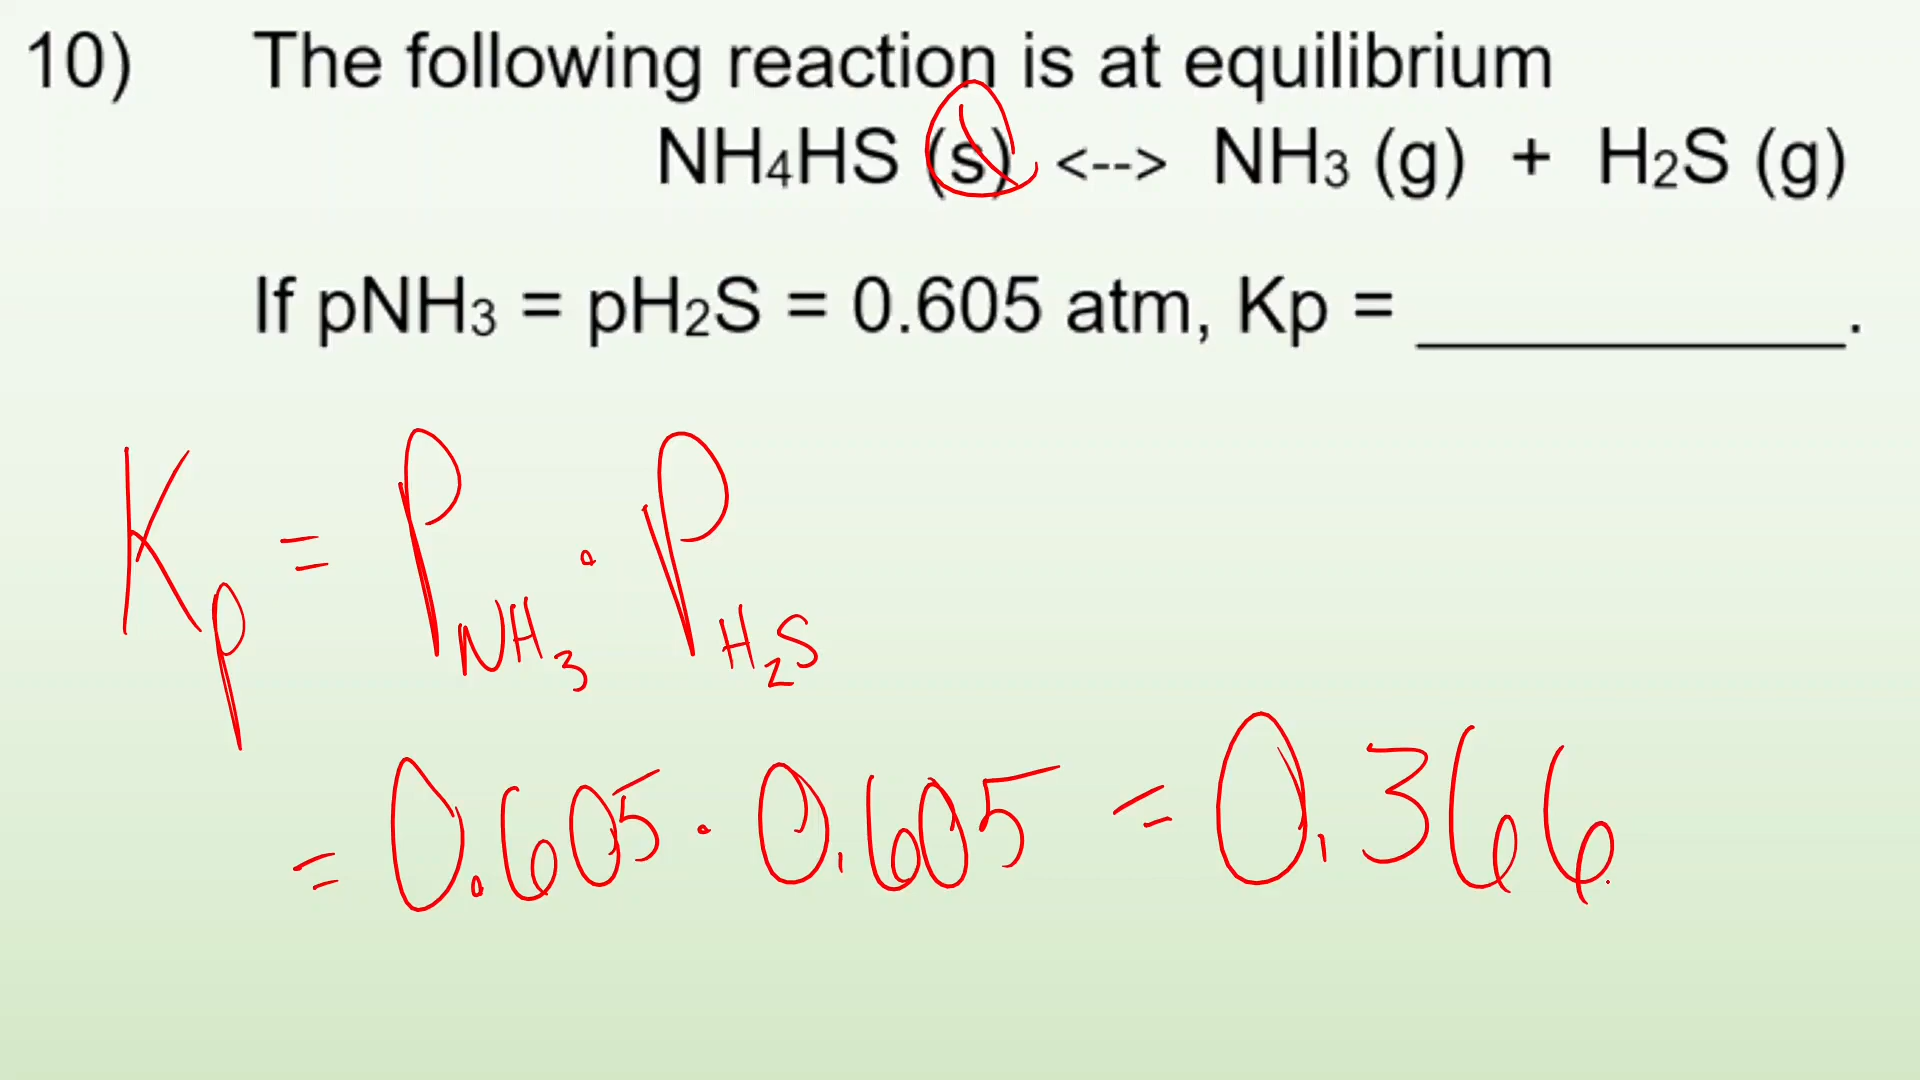 10) The following reaction is at equilibrium
NH4HS (s) <--> NH3 (g) + H2S (g)
If pNH3 = pH2S = 0.605 atm, Kp = ____________.
Kp = PNH3 · PH2S
= 0.605 · 0.605 = 0.366